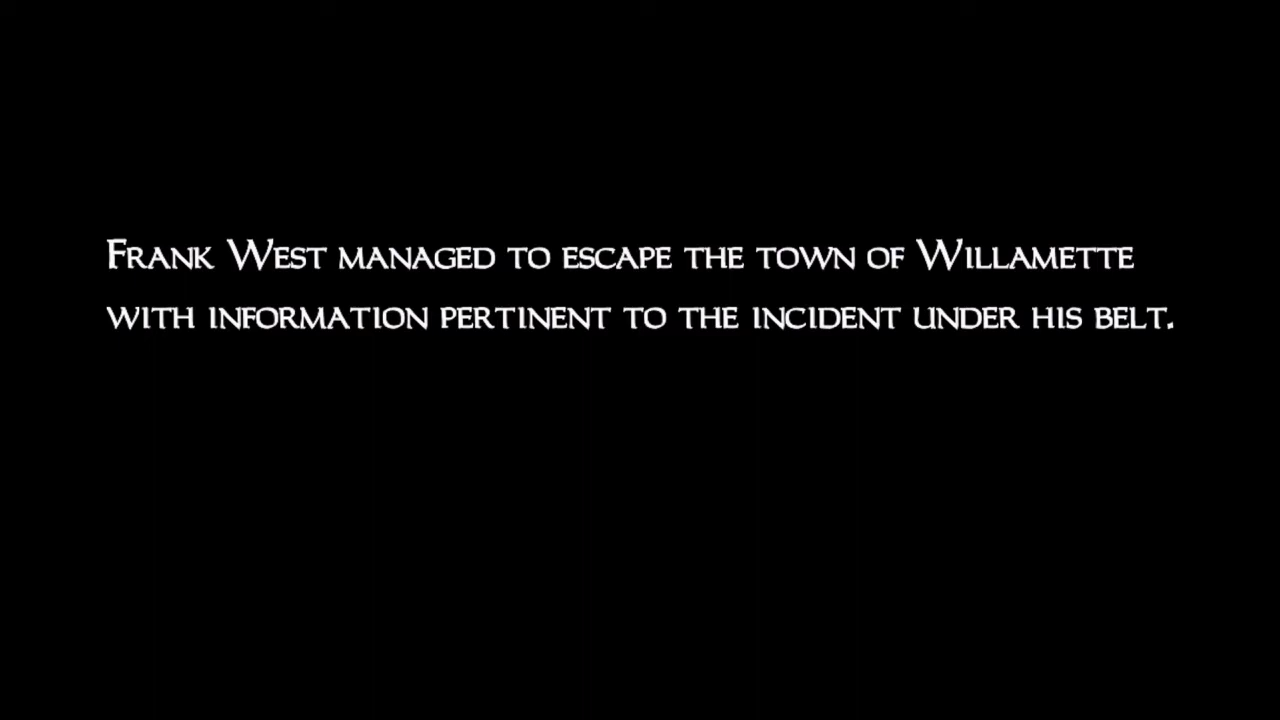 Frank West managed to escape the town of Willamette
with information pertinent to the incident under his belt.